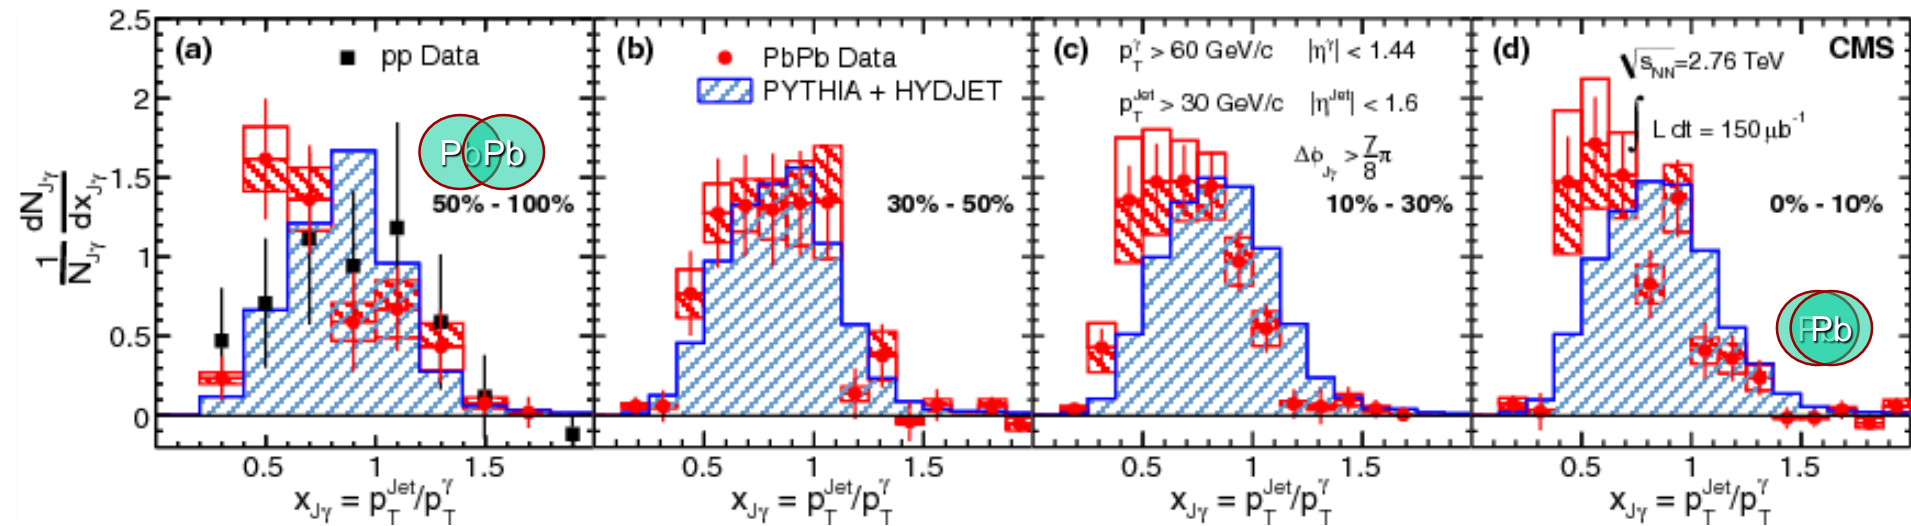 (a)
pp Data
PbPb
50% - 100%
(b)
PbPb Data
PYTHIA + HYDJET
30% - 50%
(c)
p_T^γ > 60 GeV/c |η^γ| < 1.44
p_T^Jet > 30 GeV/c |η^Jet| < 1.6
Δϕ_Jγ > 7/8 π
10% - 30%
(d)
CMS
√s_NN=2.76 TeV
∫ L dt = 150 μb^-1
0% - 10%
Pb
1/N_Jγ dN_Jγ/dx_Jγ
2.5
2
1.5
1
0.5
0
0.5 1 1.5
0.5 1 1.5
0.5 1 1.5
0.5 1 1.5
x_Jγ = p_T^Jet/p_T^γ
x_Jγ = p_T^Jet/p_T^γ
x_Jγ = p_T^Jet/p_T^γ
x_Jγ = p_T^Jet/p_T^γ